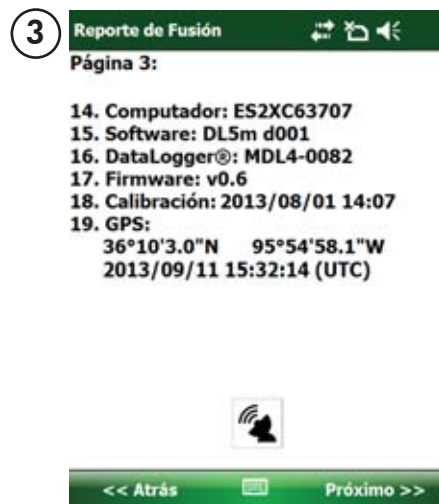 3
Reporte de Fusión
Página 3:
14. Computador: ES2XC63707
15. Software: DL5m d001
16. DataLogger®: MDL4-0082
17. Firmware: v0.6
18. Calibración: 2013/08/01 14:07
19. GPS:
36°10'3.0"N 95°54'58.1"W
2013/09/11 15:32:14 (UTC)
<< Atrás Próximo >>